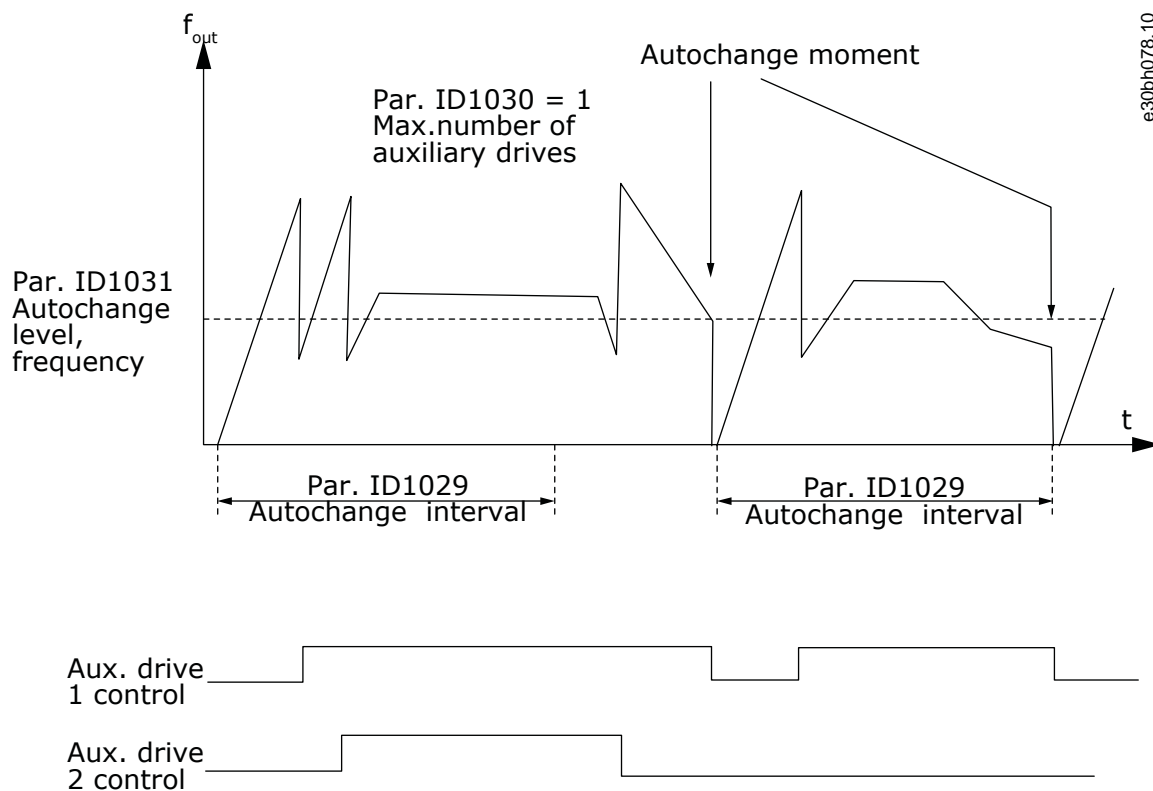 f_out
Autochange moment
e30bh078.10
Par. ID1030 = 1
Max.number of
auxiliary drives
Par. ID1031
Autochange
level,
frequency
t
Par. ID1029
Autochange interval
Par. ID1029
Autochange interval
Aux. drive
1 control
Aux. drive
2 control